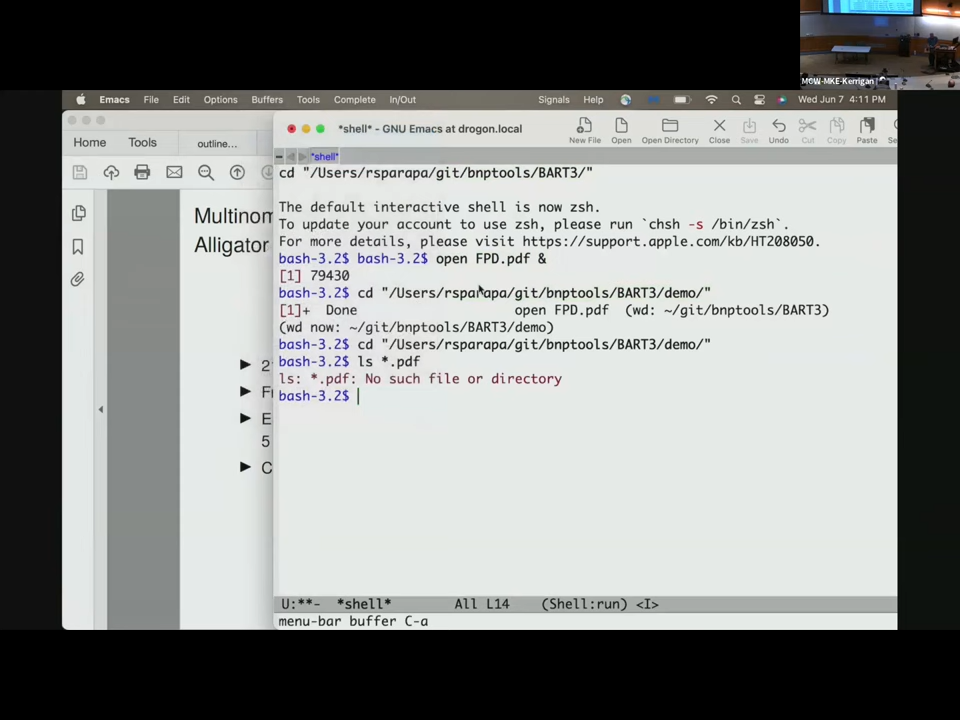 MCW-MKE-Kerrigan
Emacs File Edit Options Buffers Tools Complete In/Out Signals Help Wed Jun 7 4:11 PM
*shell* - GNU Emacs at drogon.local
Home Tools outline...
New File Open Open Directory Close Save Undo Cut Copy Paste
*shell*
cd "/Users/rsparapa/git/bnptools/BART3/"
The default interactive shell is now zsh.
To update your account to use zsh, please run `chsh -s /bin/zsh`.
For more details, please visit https://support.apple.com/kb/HT208050.
bash-3.2$ bash-3.2$ open FPD.pdf &
[1] 79430
bash-3.2$ cd "/Users/rsparapa/git/bnptools/BART3/demo/"
[1]+ Done open FPD.pdf (wd: ~/git/bnptools/BART3)
(wd now: ~/git/bnptools/BART3/demo)
bash-3.2$ cd "/Users/rsparapa/git/bnptools/BART3/demo/"
bash-3.2$ ls *.pdf
ls: *.pdf: No such file or directory
bash-3.2$
Multinom
Alligator
2
F
E
5
C
U:**- *shell* All L14 (Shell:run) <I>
menu-bar buffer C-a